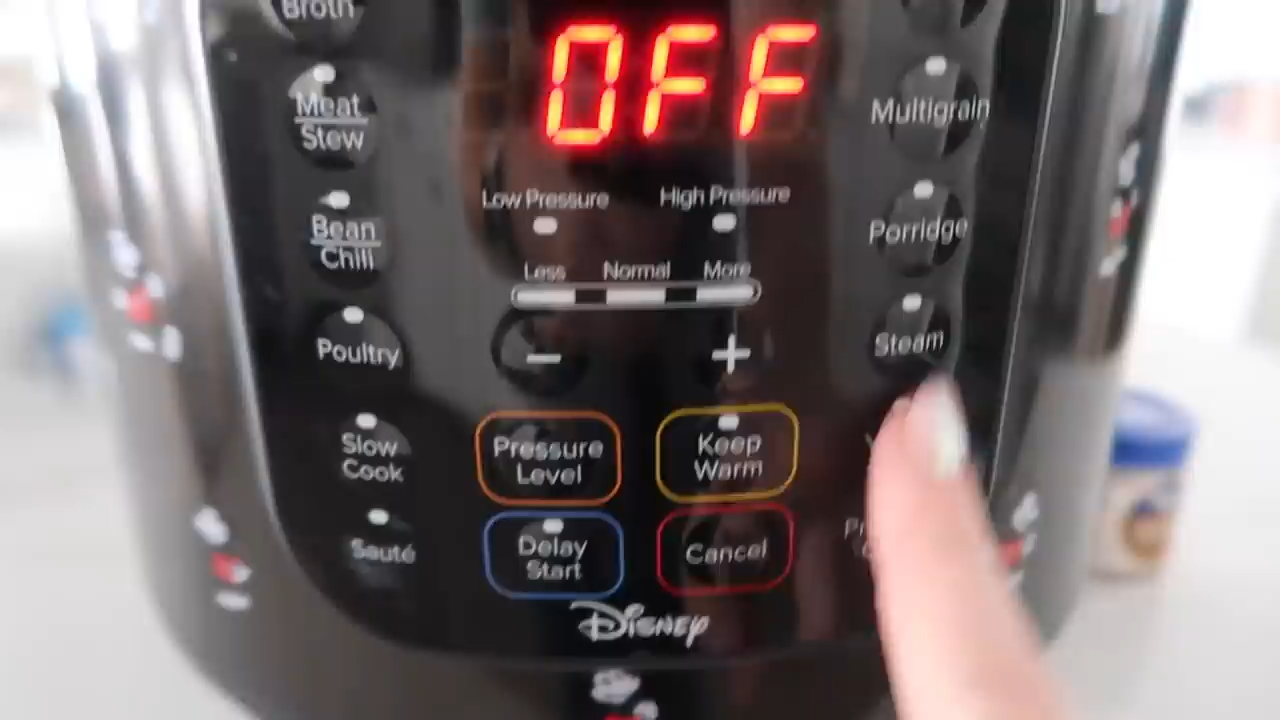 Broth
OFF
Meat
Stew
Multigrain
Low Pressure
High Pressure
Bean
Chili
Porridge
Less
Normal
More
Poultry
−
+
Steam
Slow
Cook
Pressure
Level
Keep
Warm
Sauté
Delay
Start
Cancel
Disney